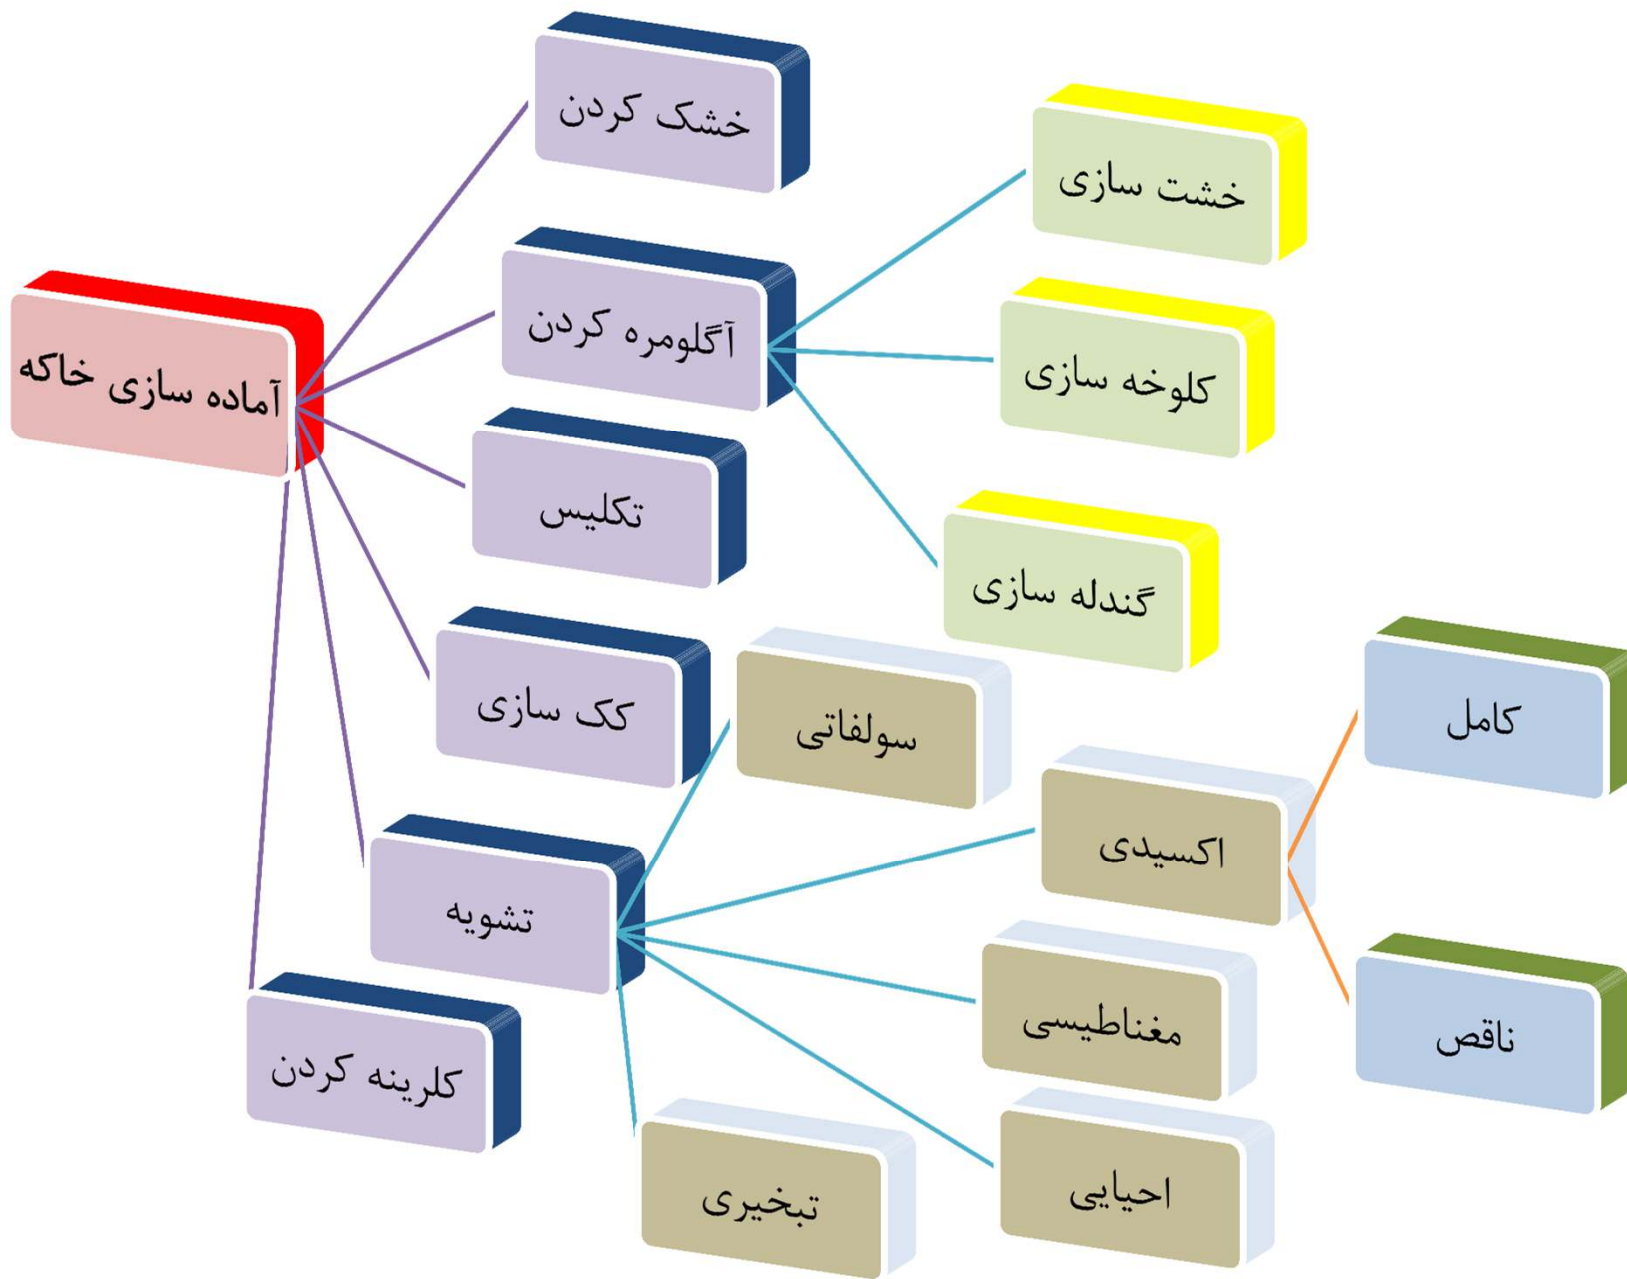 آماده سازی خاکه
خشک کردن
آگلومره کردن
خشت سازی
کلوخه سازی
گندله سازی
تکلیس
کک سازی
تشویه
سولفاتی
اکسیدی
کامل
ناقص
مغناطیسی
احیایی
تبخیری
کلرینه کردن